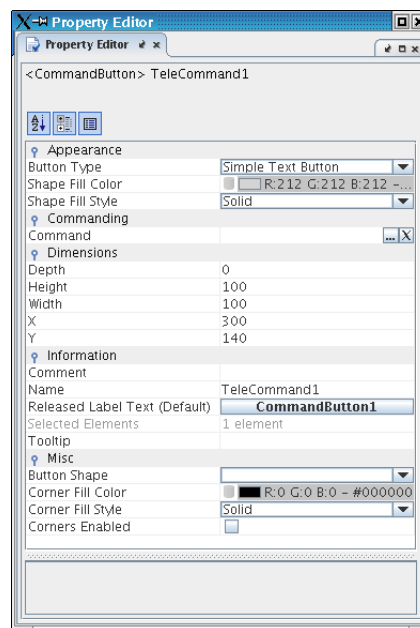 Property Editor
Property Editor
<CommandButton> TeleCommand1
Appearance
Button Type Simple Text Button
Shape Fill Color R:212 G:212 B:212 –...
Shape Fill Style Solid
Commanding
Command ... X
Dimensions
Depth 0
Height 100
Width 100
X 300
Y 140
Information
Comment
Name TeleCommand1
Released Label Text (Default) CommandButton1
Selected Elements 1 element
Tooltip
Misc
Button Shape
Corner Fill Color R:0 G:0 B:0 – #000000
Corner Fill Style Solid
Corners Enabled